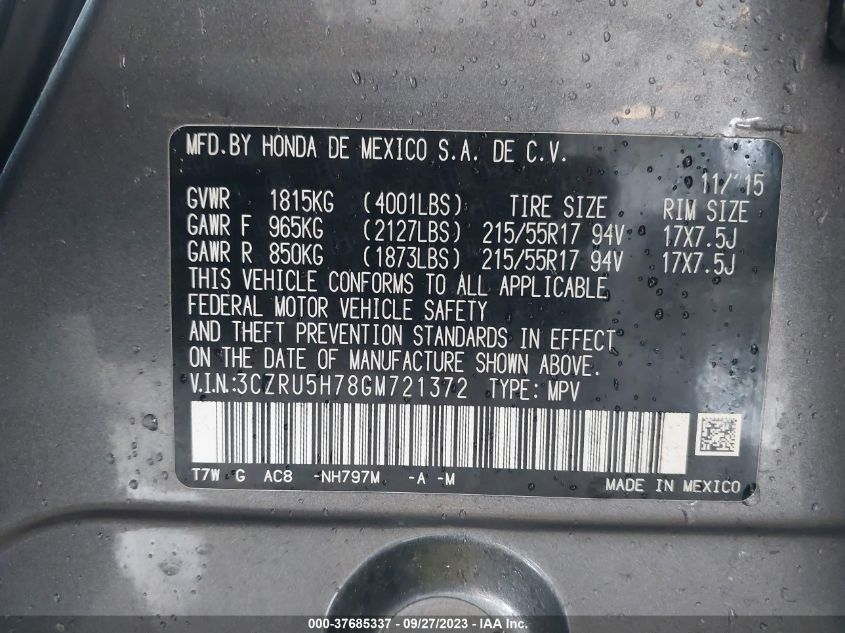 MFD.BY HONDA DE MEXICO S.A. DE C.V.
11/'15
GVWR 1815KG (4001LBS) TIRE SIZE RIM SIZE
GAWR F 965KG (2127LBS) 215/55R17 94V 17X7.5J
GAWR R 850KG (1873LBS) 215/55R17 94V 17X7.5J
THIS VEHICLE CONFORMS TO ALL APPLICABLE
FEDERAL MOTOR VEHICLE SAFETY
AND THEFT PREVENTION STANDARDS IN EFFECT
ON THE DATE OF MANUFACTURE SHOWN ABOVE.
V.I.N.:3CZRU5H78GM721372 TYPE: MPV
T7W G AC8 -NH797M -A -M
MADE IN MEXICO
000-37685337 - 09/27/2023 - IAA Inc.